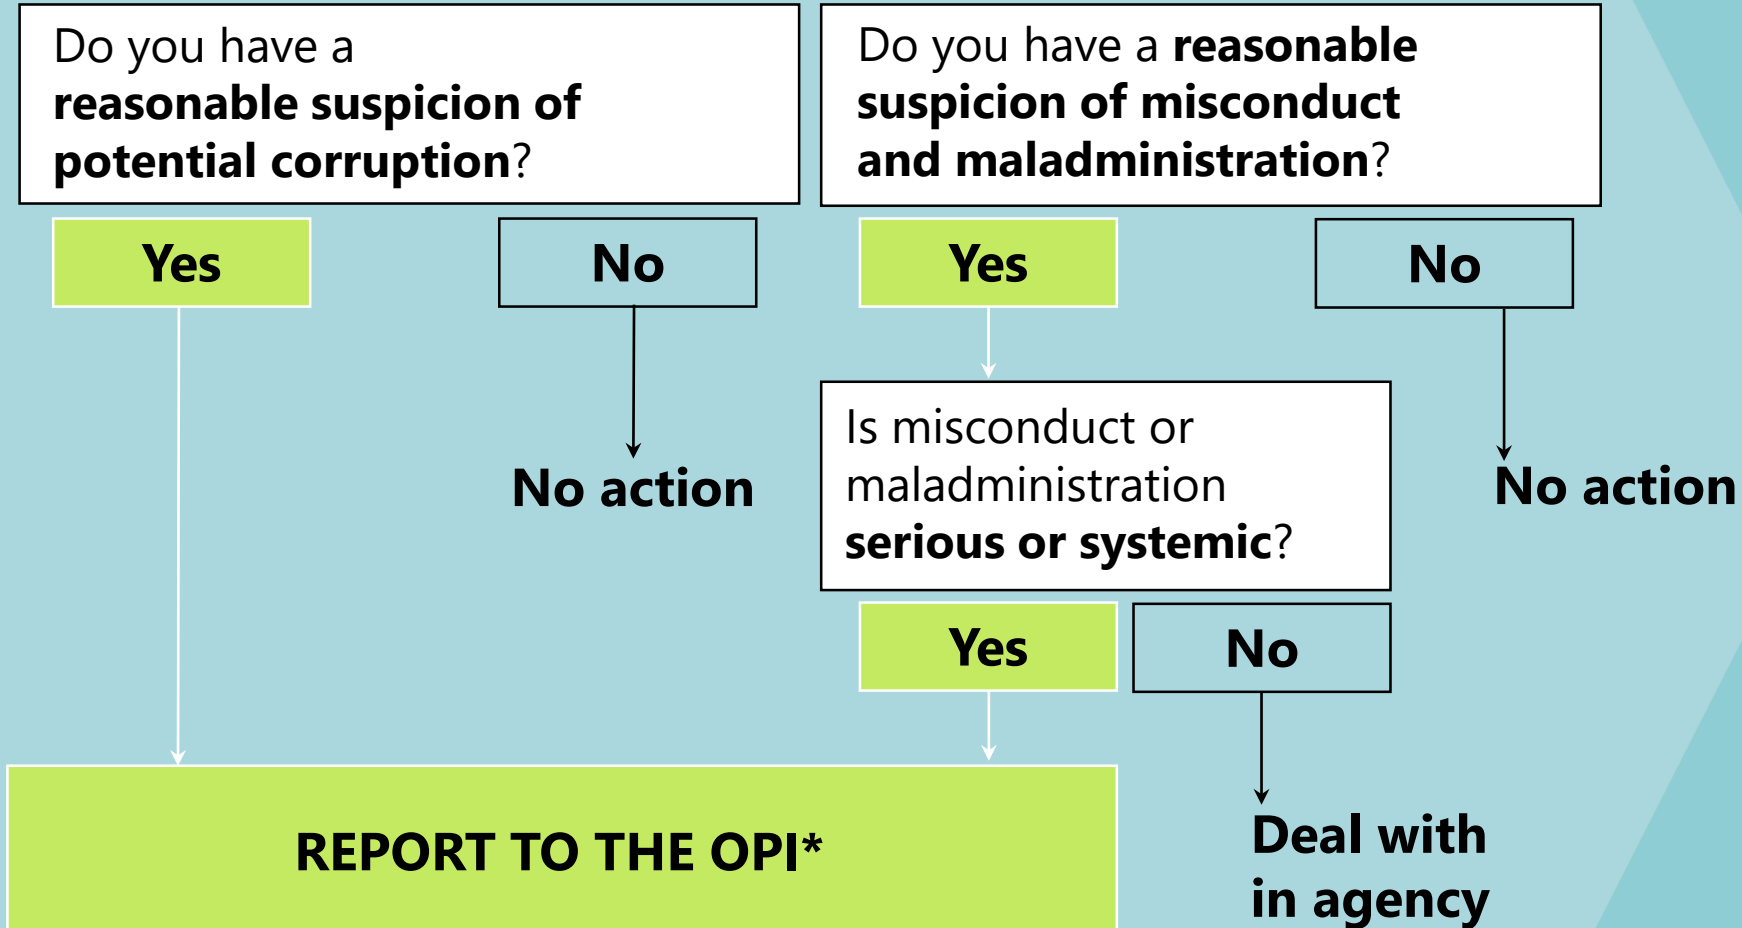 Do you have a
reasonable suspicion of
potential corruption?
Yes
No
No action
Do you have a reasonable
suspicion of misconduct
and maladministration?
Yes
No
No action
Is misconduct or
maladministration
serious or systemic?
Yes
No
REPORT TO THE OPI*
Deal with
in agency